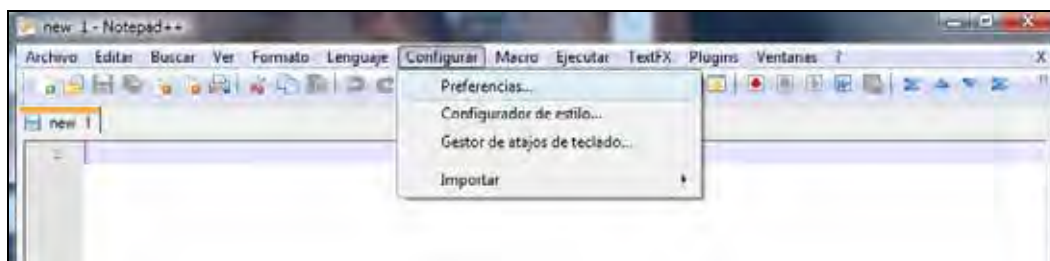 new 1 - Notepad++
Archivo Editar Buscar Ver Formato Lenguaje Configurar Macro Ejecutar TextFX Plugins Ventanas ? X
Preferencias...
new 1
Configurador de estilo...
Gestor de atajos de teclado...
1
Importar